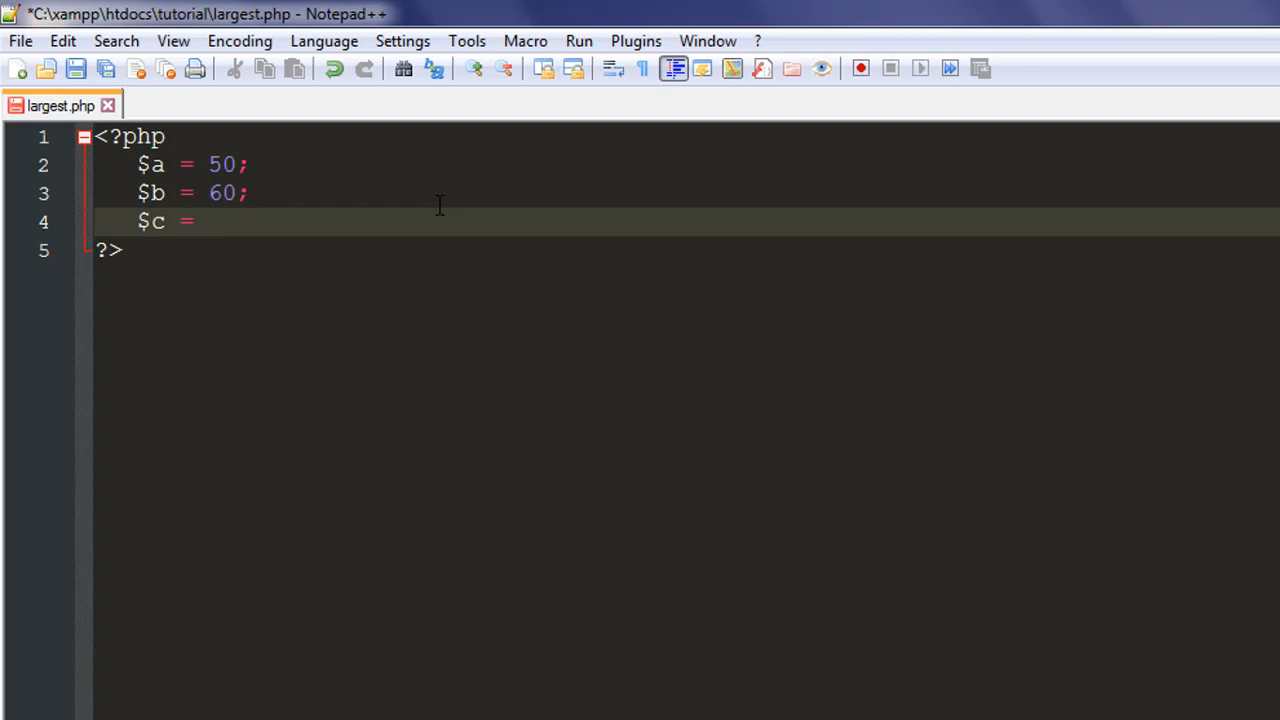 *C:\xampp\htdocs\tutorial\largest.php - Notepad++
File Edit Search View Encoding Language Settings Tools Macro Run Plugins Window ?
largest.php
1 <?php
2 $a = 50;
3 $b = 60;
4 $c =
5 ?>